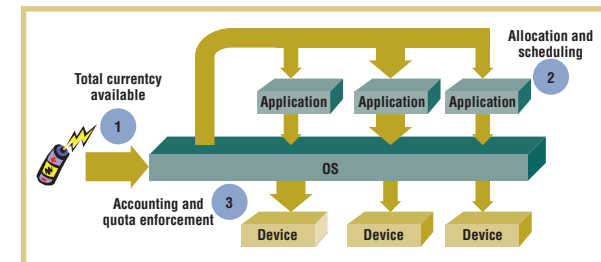 Allocation and
scheduling
2
Total currentcy
available
1
Application
Application
Application
OS
Accounting and
quota enforcement
3
Device
Device
Device